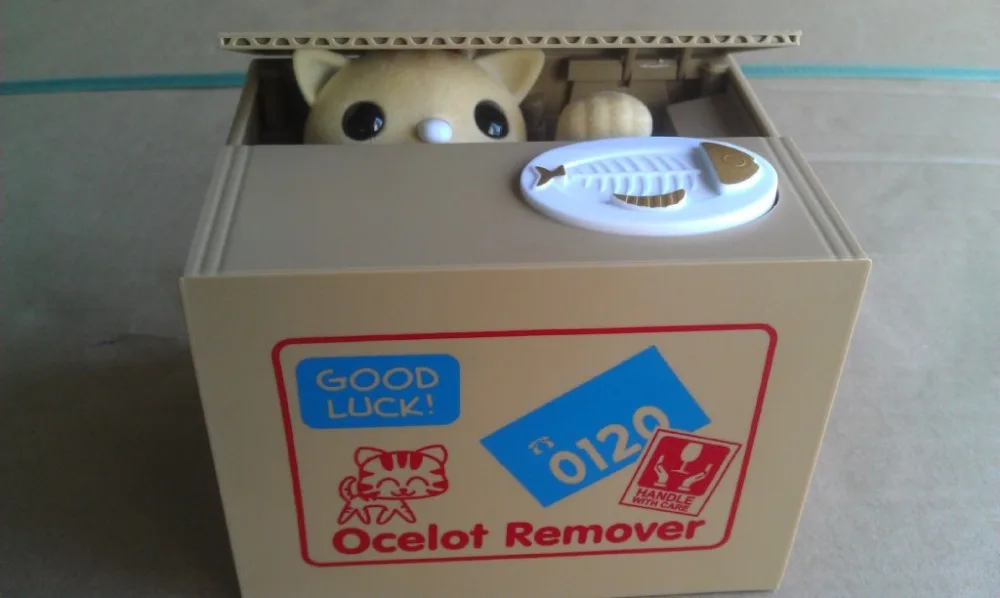 GOOD
LUCK!
0120
HANDLE
WITH CARE
Ocelot Remover